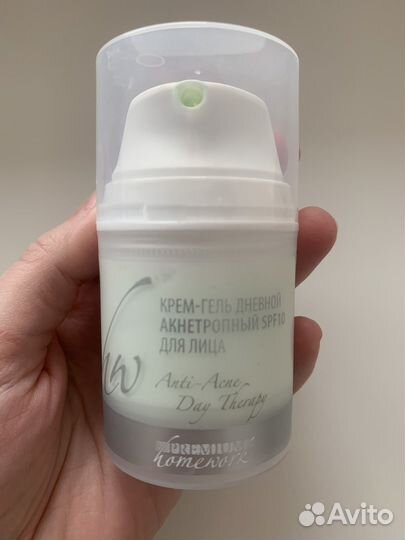 КРЕМ-ГЕЛЬ ДНЕВНОЙ
АКНЕТРОПНЫЙ SPF10
ДЛЯ ЛИЦА
hw
Anti-Acne
Day Therapy
PREMIUM
homework
Avito